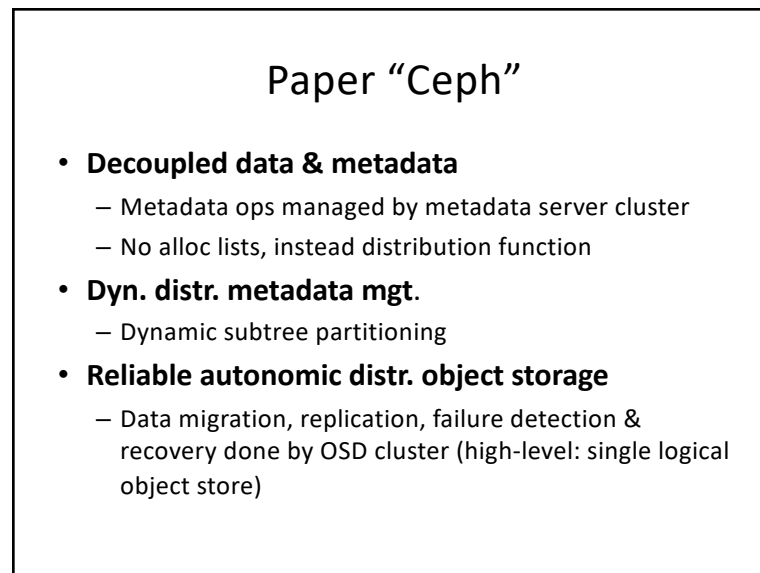 Paper “Ceph”
• Decoupled data & metadata
– Metadata ops managed by metadata server cluster
– No alloc lists, instead distribution function
• Dyn. distr. metadata mgt.
– Dynamic subtree partitioning
• Reliable autonomic distr. object storage
– Data migration, replication, failure detection &
recovery done by OSD cluster (high-level: single logical
object store)